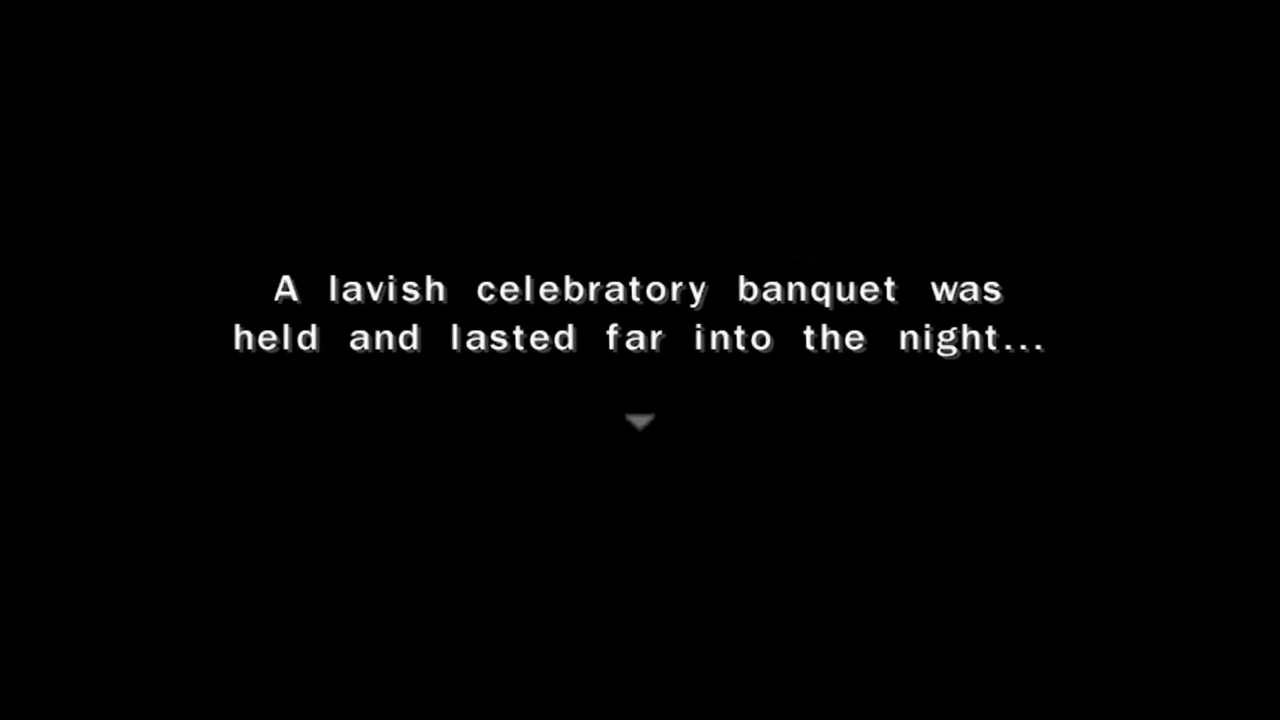 A lavish celebratory banquet was
held and lasted far into the night...